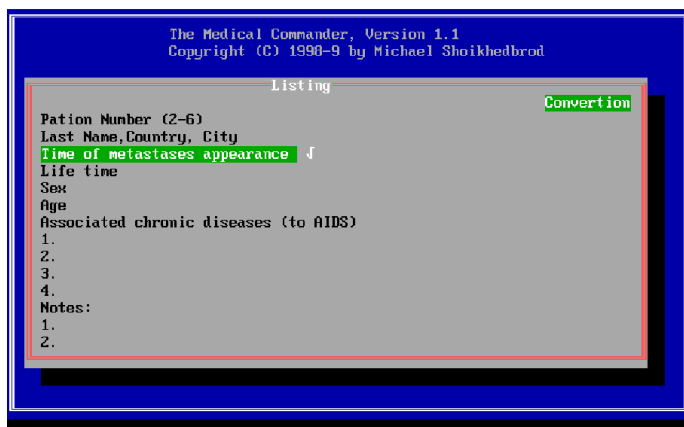 The Medical Commander, Version 1.1
Copyright (C) 1998-9 by Michael Shoikhedbrod
Listing
Convertion
Pation Number (2-6)
Last Name,Country, City
Time of metastases appearance √
Life time
Sex
Age
Associated chronic diseases (to AIDS)
1.
2.
3.
4.
Notes:
1.
2.